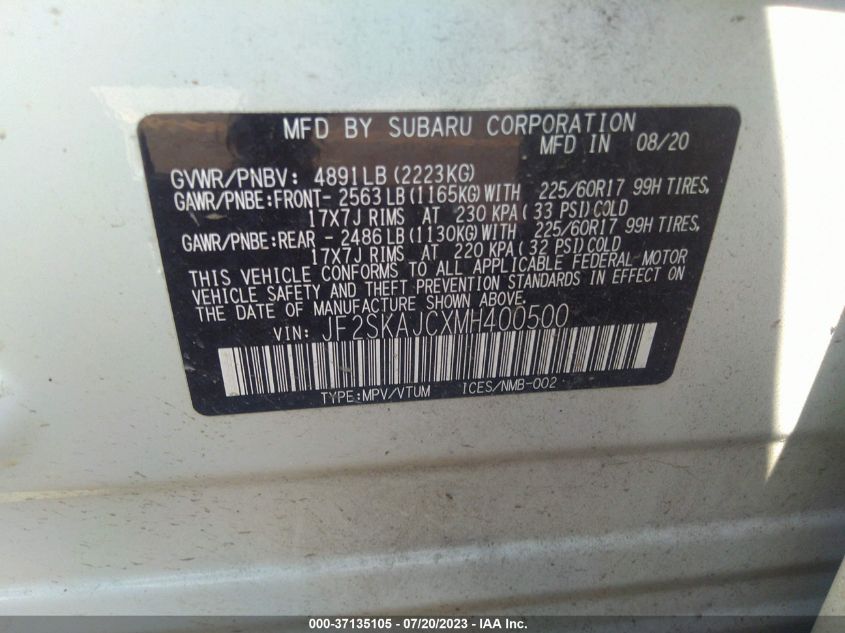 MFD BY SUBARU CORPORATION
MFD IN 08/20
GVWR/PNBV: 4891LB (2223KG)
GAWR/PNBE:FRONT- 2563 LB (1165KG) WITH 225/60R17 99H TIRES,
17X7J RIMS AT 230 KPA (33 PSI) COLD
GAWR/PNBE:REAR - 2486 LB (1130KG) WITH 225/60R17 99H TIRES,
17X7J RIMS AT 220 KPA (32 PSI) COLD
THIS VEHICLE CONFORMS TO ALL APPLICABLE FEDERAL MOTOR
VEHICLE SAFETY AND THEFT PREVENTION STANDARDS IN EFFECT ON
THE DATE OF MANUFACTURE SHOWN ABOVE.
VIN: JF2SKAJCXMH400500
TYPE:MPV/VTUM ICES/NMB-002
000-37135105 - 07/20/2023 - IAA Inc.